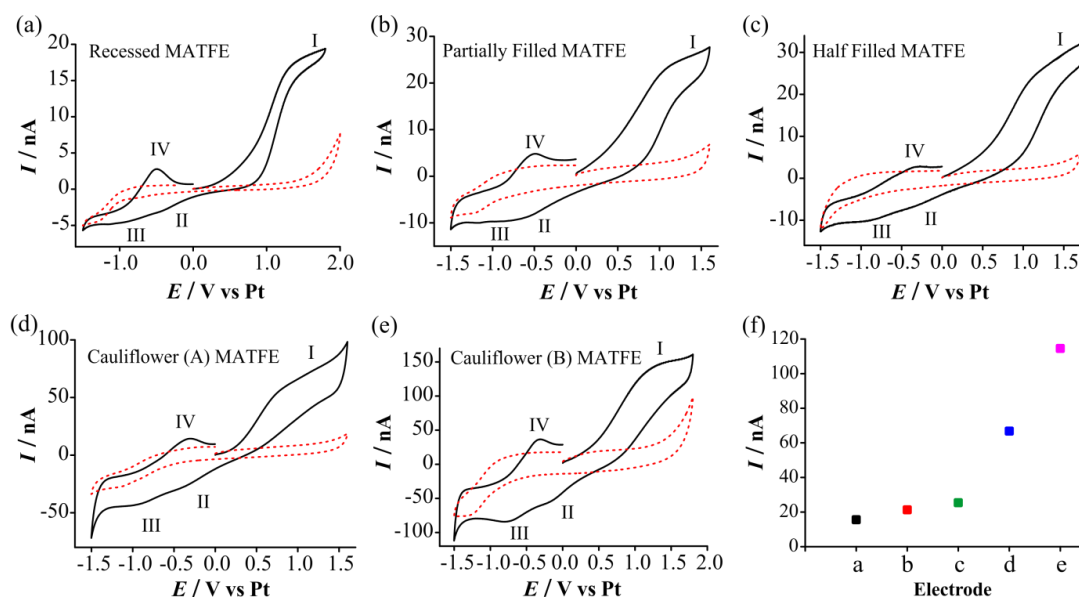 (a)
Recessed MATFE
I
IV
II
III
20
15
10
5
0
-5
I / nA
-1.0 0.0 1.0 2.0
E / V vs Pt
(b)
Partially Filled MATFE
I
IV
II
III
30
20
10
0
-10
I / nA
-1.5 -1.0 -0.5 0.0 0.5 1.0 1.5
E / V vs Pt
(c)
Half Filled MATFE
I
IV
II
III
30
20
10
0
-10
I / nA
-1.5 -1.0 -0.5 0.0 0.5 1.0 1.5
E / V vs Pt
(d)
Cauliflower (A) MATFE
I
IV
II
III
100
50
0
-50
I / nA
-1.5 -1.0 -0.5 0.0 0.5 1.0 1.5
E / V vs Pt
(e)
Cauliflower (B) MATFE
I
IV
II
III
150
100
50
0
-50
-100
I / nA
-1.5 -1.0 -0.5 0.0 0.5 1.0 1.5 2.0
E / V vs Pt
(f)
120
100
80
60
40
20
0
I / nA
a b c d e
Electrode